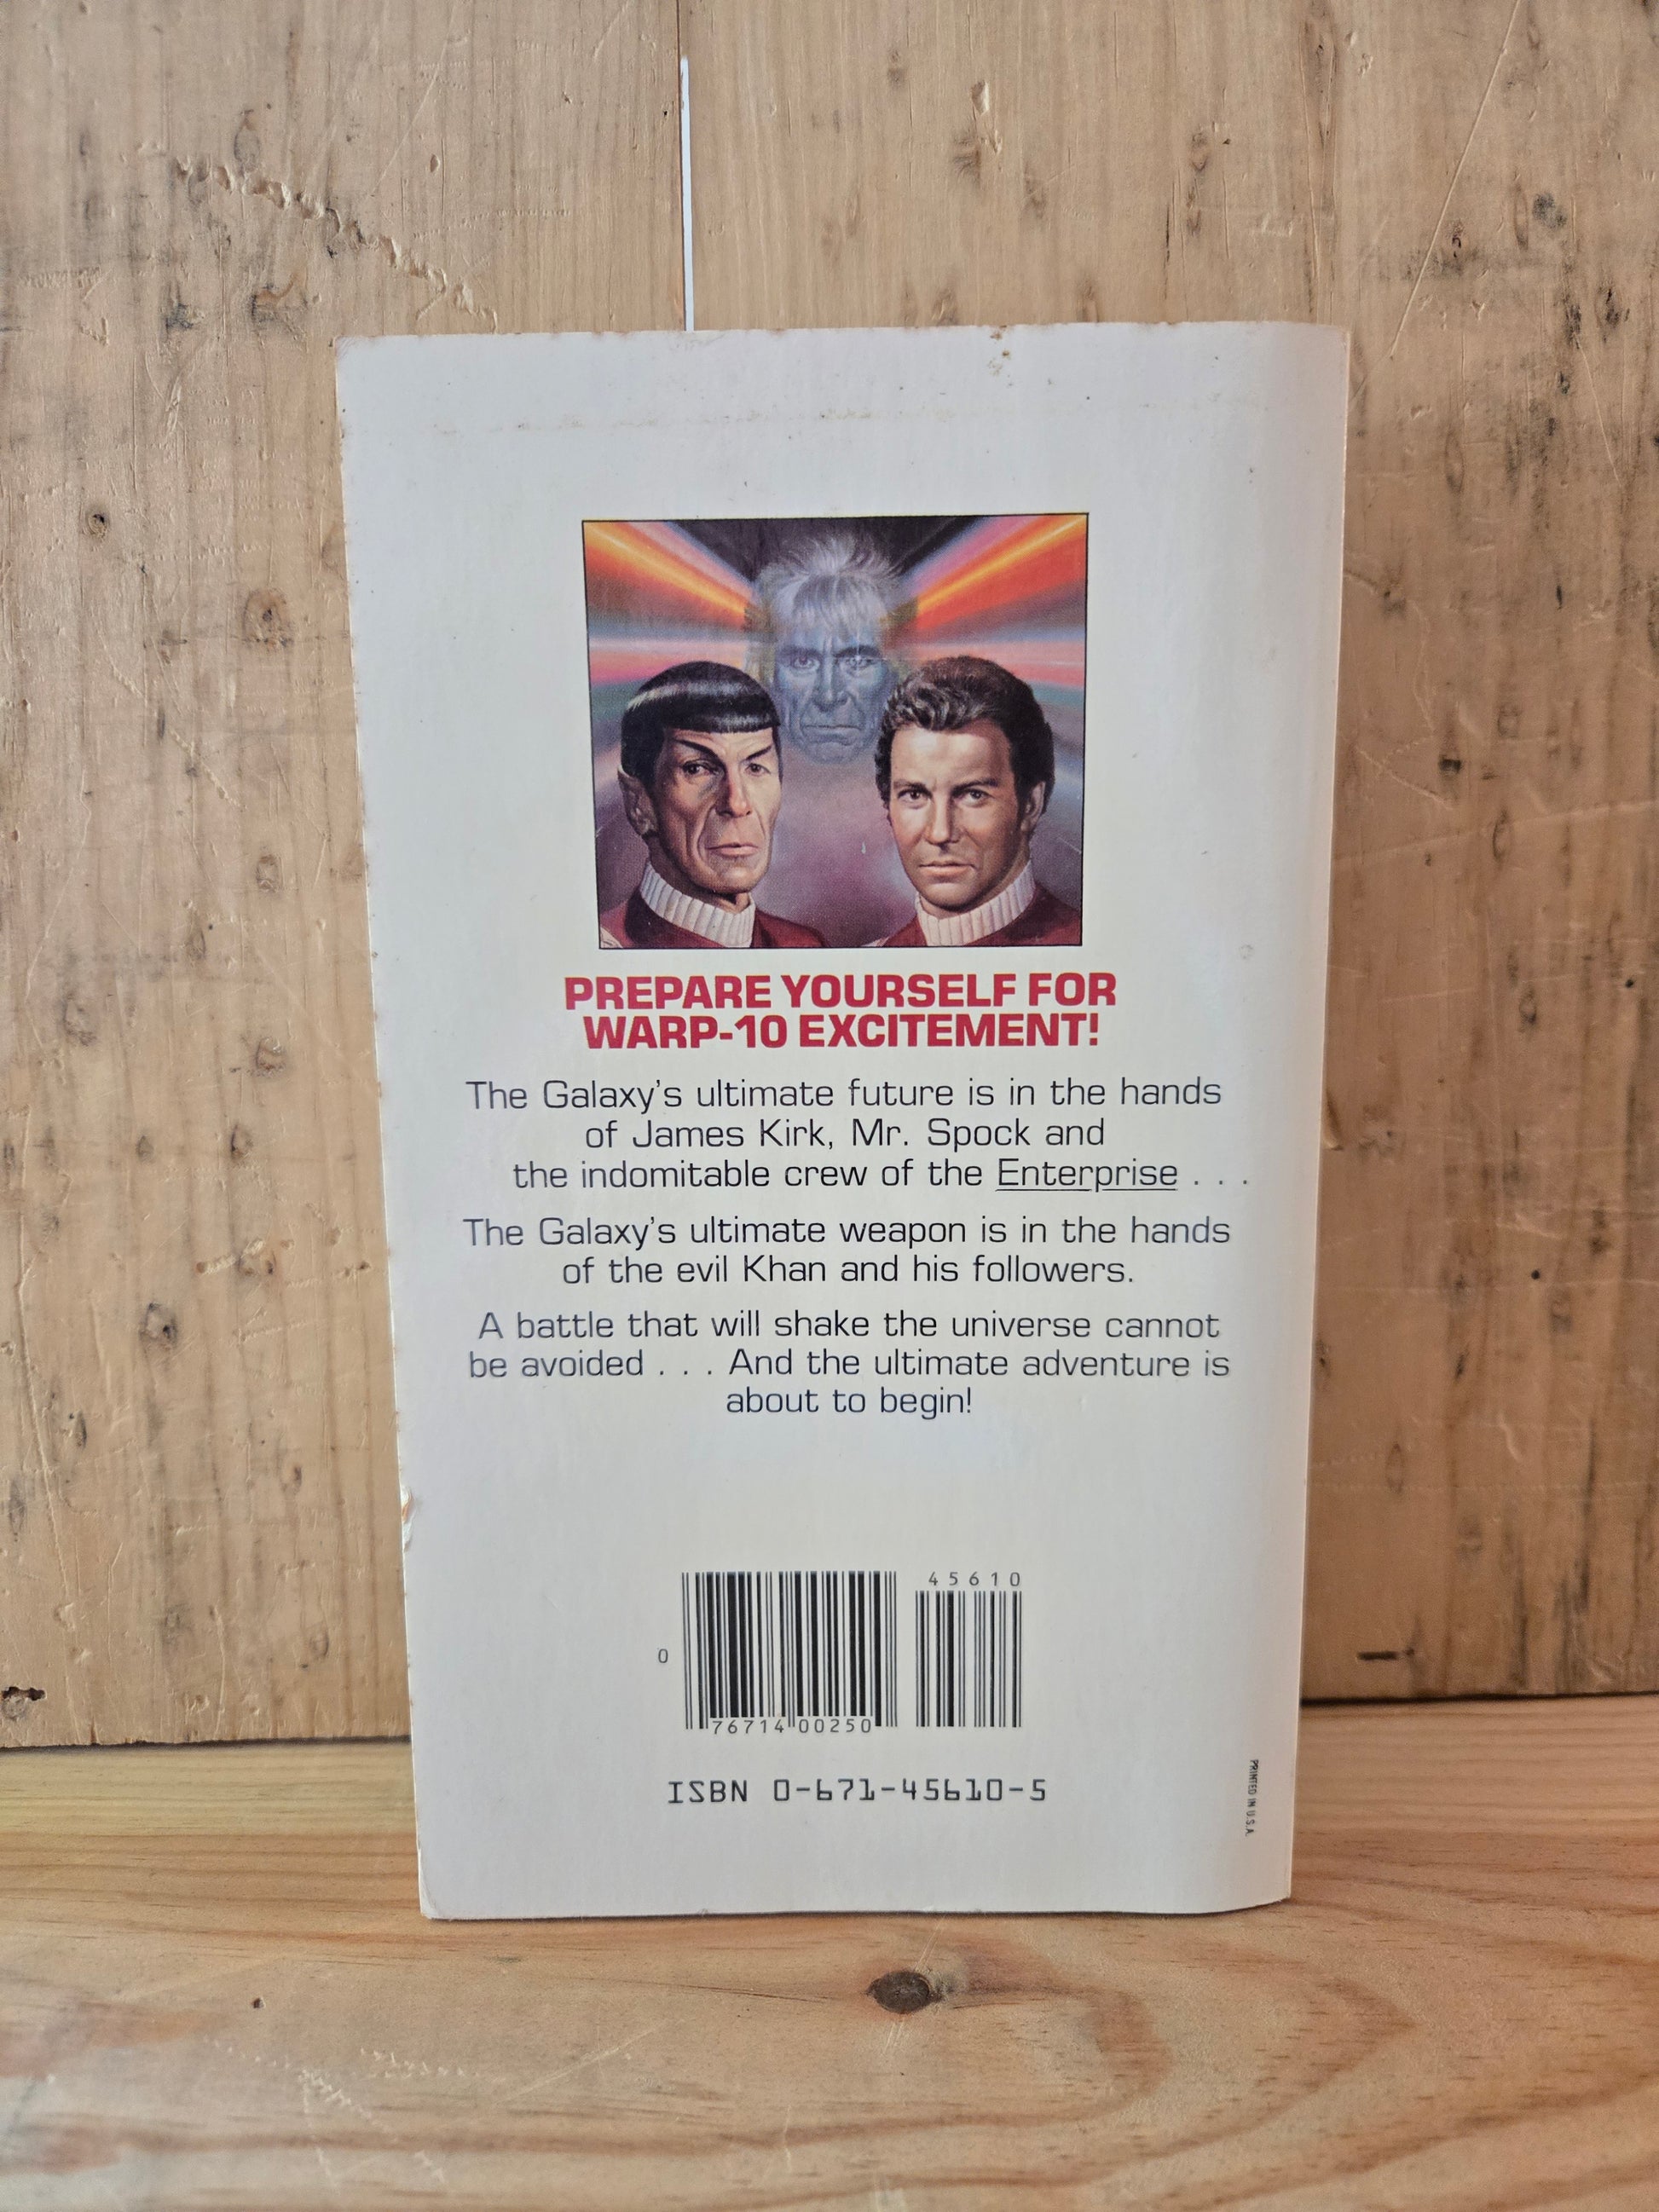 PREPARE YOURSELF FOR
WARP-10 EXCITEMENT!
The Galaxy's ultimate future is in the hands
of James Kirk, Mr. Spock and
the indomitable crew of the Enterprise . . .
The Galaxy's ultimate weapon is in the hands
of the evil Khan and his followers.
A battle that will shake the universe cannot
be avoided . . . And the ultimate adventure is
about to begin!
45610
0
76714 00250
ISBN 0-671-45610-5
PRINTED IN U.S.A.